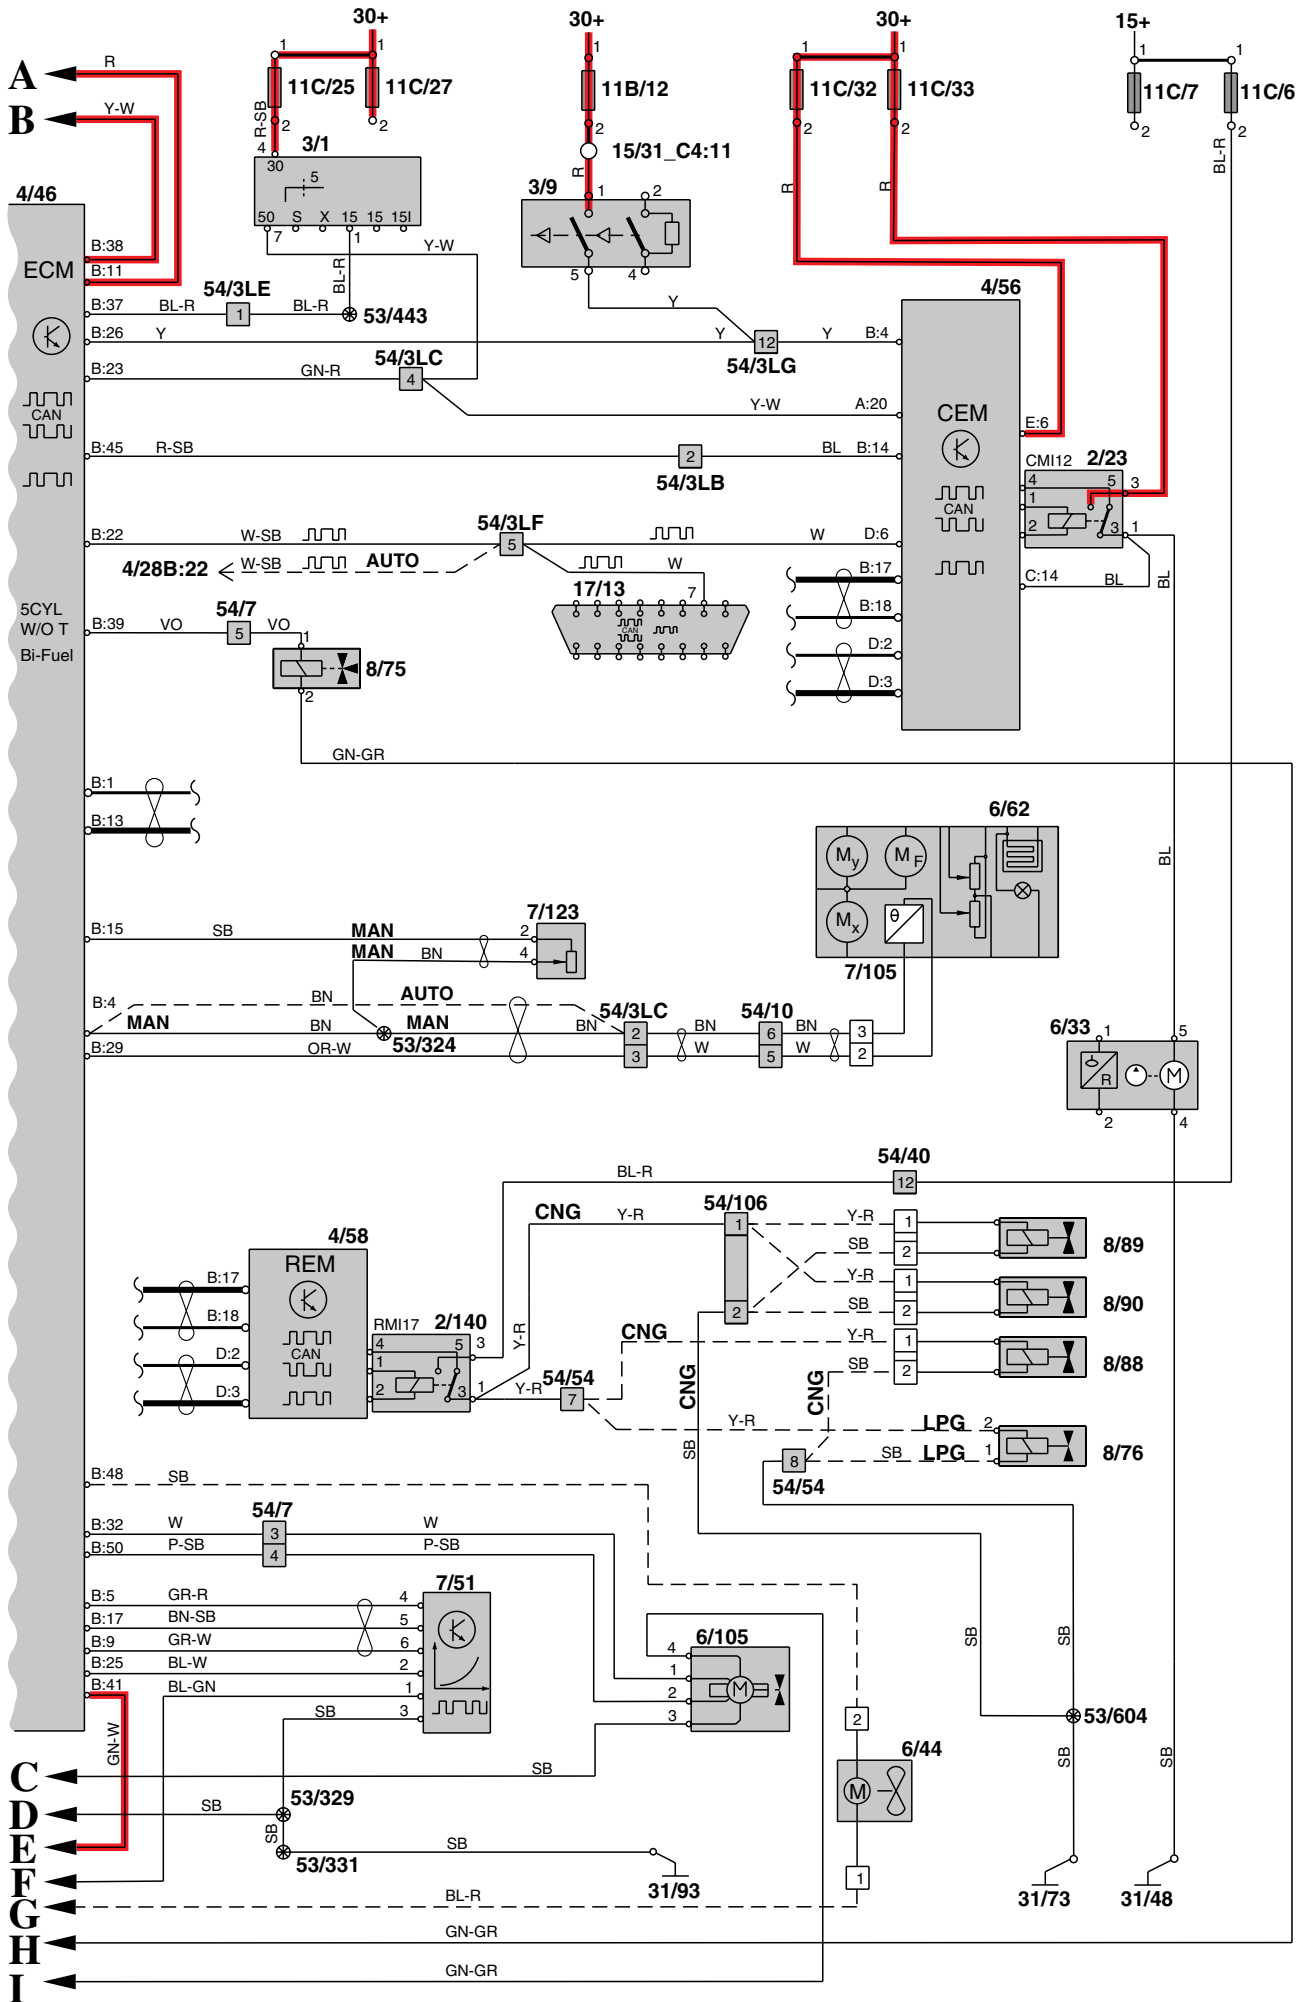 30+ 30+ 30+ 15+
1 1 1 1 1 1 1
A R
11C/25 11C/27 11B/12 11C/32 11C/33 11C/7 11C/6
B Y-W
R-SB 2 2 2 2 2 2 2
4 3/1 15/31_C4:11 BL-R
30 R R R
5 3/9 1 2
4/46
50 S X 15 15 15I
7 1 Y-W
B:38
ECM
B:11 BL-R 5 4
54/3LE 4/56
B:37 BL-R 1 BL-R 53/443 Y
B:26 Y Y 12 Y B:4
54/3LC 54/3LG
B:23 GN-R 4
CAN
Y-W A:20 CEM E:6
B:45 R-SB 2 BL B:14 CMI12 2/23
54/3LB 4 5 3
CAN 1
54/3LF
B:22 W-SB 5 W D:6 2 3 1
4/28B:22 W-SB AUTO W B:17 C:14 BL BL
17/13 7
5CYL 54/7 B:18
W/O T B:39 VO 5 VO 1 CAN
Bi-Fuel D:2
8/75 D:3
2
GN-GR
B:1
B:13
6/62
My MF
7/123
B:15 SB MAN 2 Mx θ
MAN BN 4
7/105
BL
B:4 BN AUTO 54/3LC 54/10
MAN BN MAN BN 2 BN 6 BN 3
53/324 6/33 1 5
B:29 OR-W 3 W 5 W 2
R M
2 4
54/40
BL-R 12
54/106
CNG Y-R 1 Y-R 1
4/58 8/89
REM SB 2
B:17 Y-R 1
8/90
B:18 2 SB 2
RMI17 2/140
CAN CNG Y-R 1
D:2 4 5 3 Y-R 8/88
1 SB 2
54/54 CNG CNG
D:3 2 3 1 Y-R 7
Y-R LPG 2
SB 8 SB LPG 1 8/76
B:48 SB 54/54
54/7
B:32 W 3 W
B:50 P-SB 4 P-SB
7/51
B:5 GR-R 4
B:17 BN-SB 5
B:9 GR-W 6 6/105 SB SB SB
4
B:25 BL-W 2 1 M
B:41 BL-GN 1 2
SB 3 3 2 53/604
GN-W
6/44 SB SB
C SB
M
53/329
D SB
SB
E SB
53/331
F 31/93 1 31/73 31/48
G BL-R
H GN-GR
I GN-GR